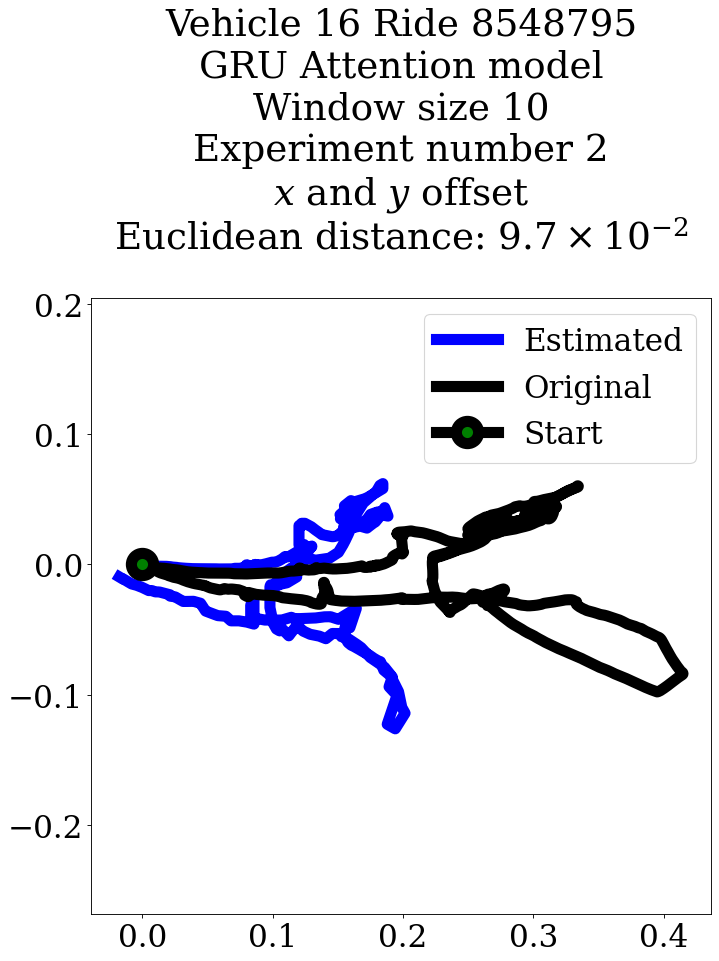 Vehicle 16 Ride 8548795
GRU Attention model
Window size 10
Experiment number 2
x and y offset
Euclidean distance: 9.7 × 10⁻²
Estimated
Original
Start
0.2
0.1
0.0
−0.1
−0.2
0.0 0.1 0.2 0.3 0.4